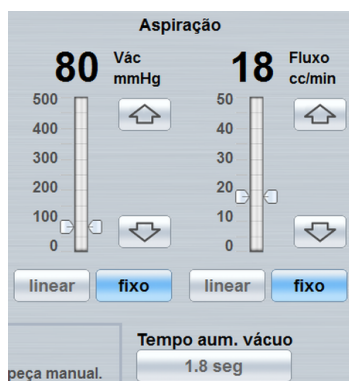 Aspiração
80 Vác mmHg
18 Fluxo cc/min
500
400
300
200
100
0
50
40
30
20
10
0
linear fixo linear fixo
Tempo aum. vácuo
1.8 seg
peça manual.